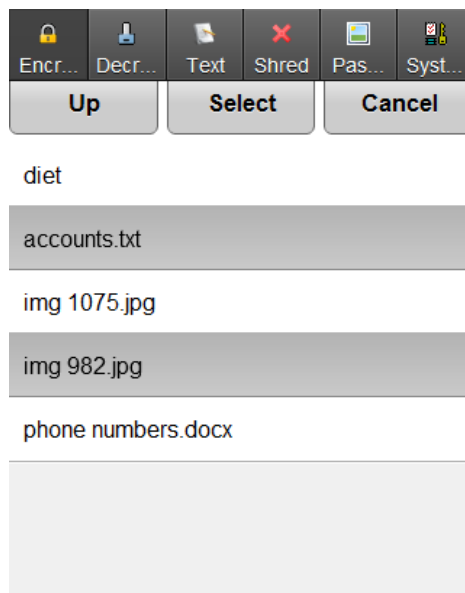 Encr... Decr... Text Shred Pas... Syst...
Up Select Cancel
diet
accounts.txt
img 1075.jpg
img 982.jpg
phone numbers.docx